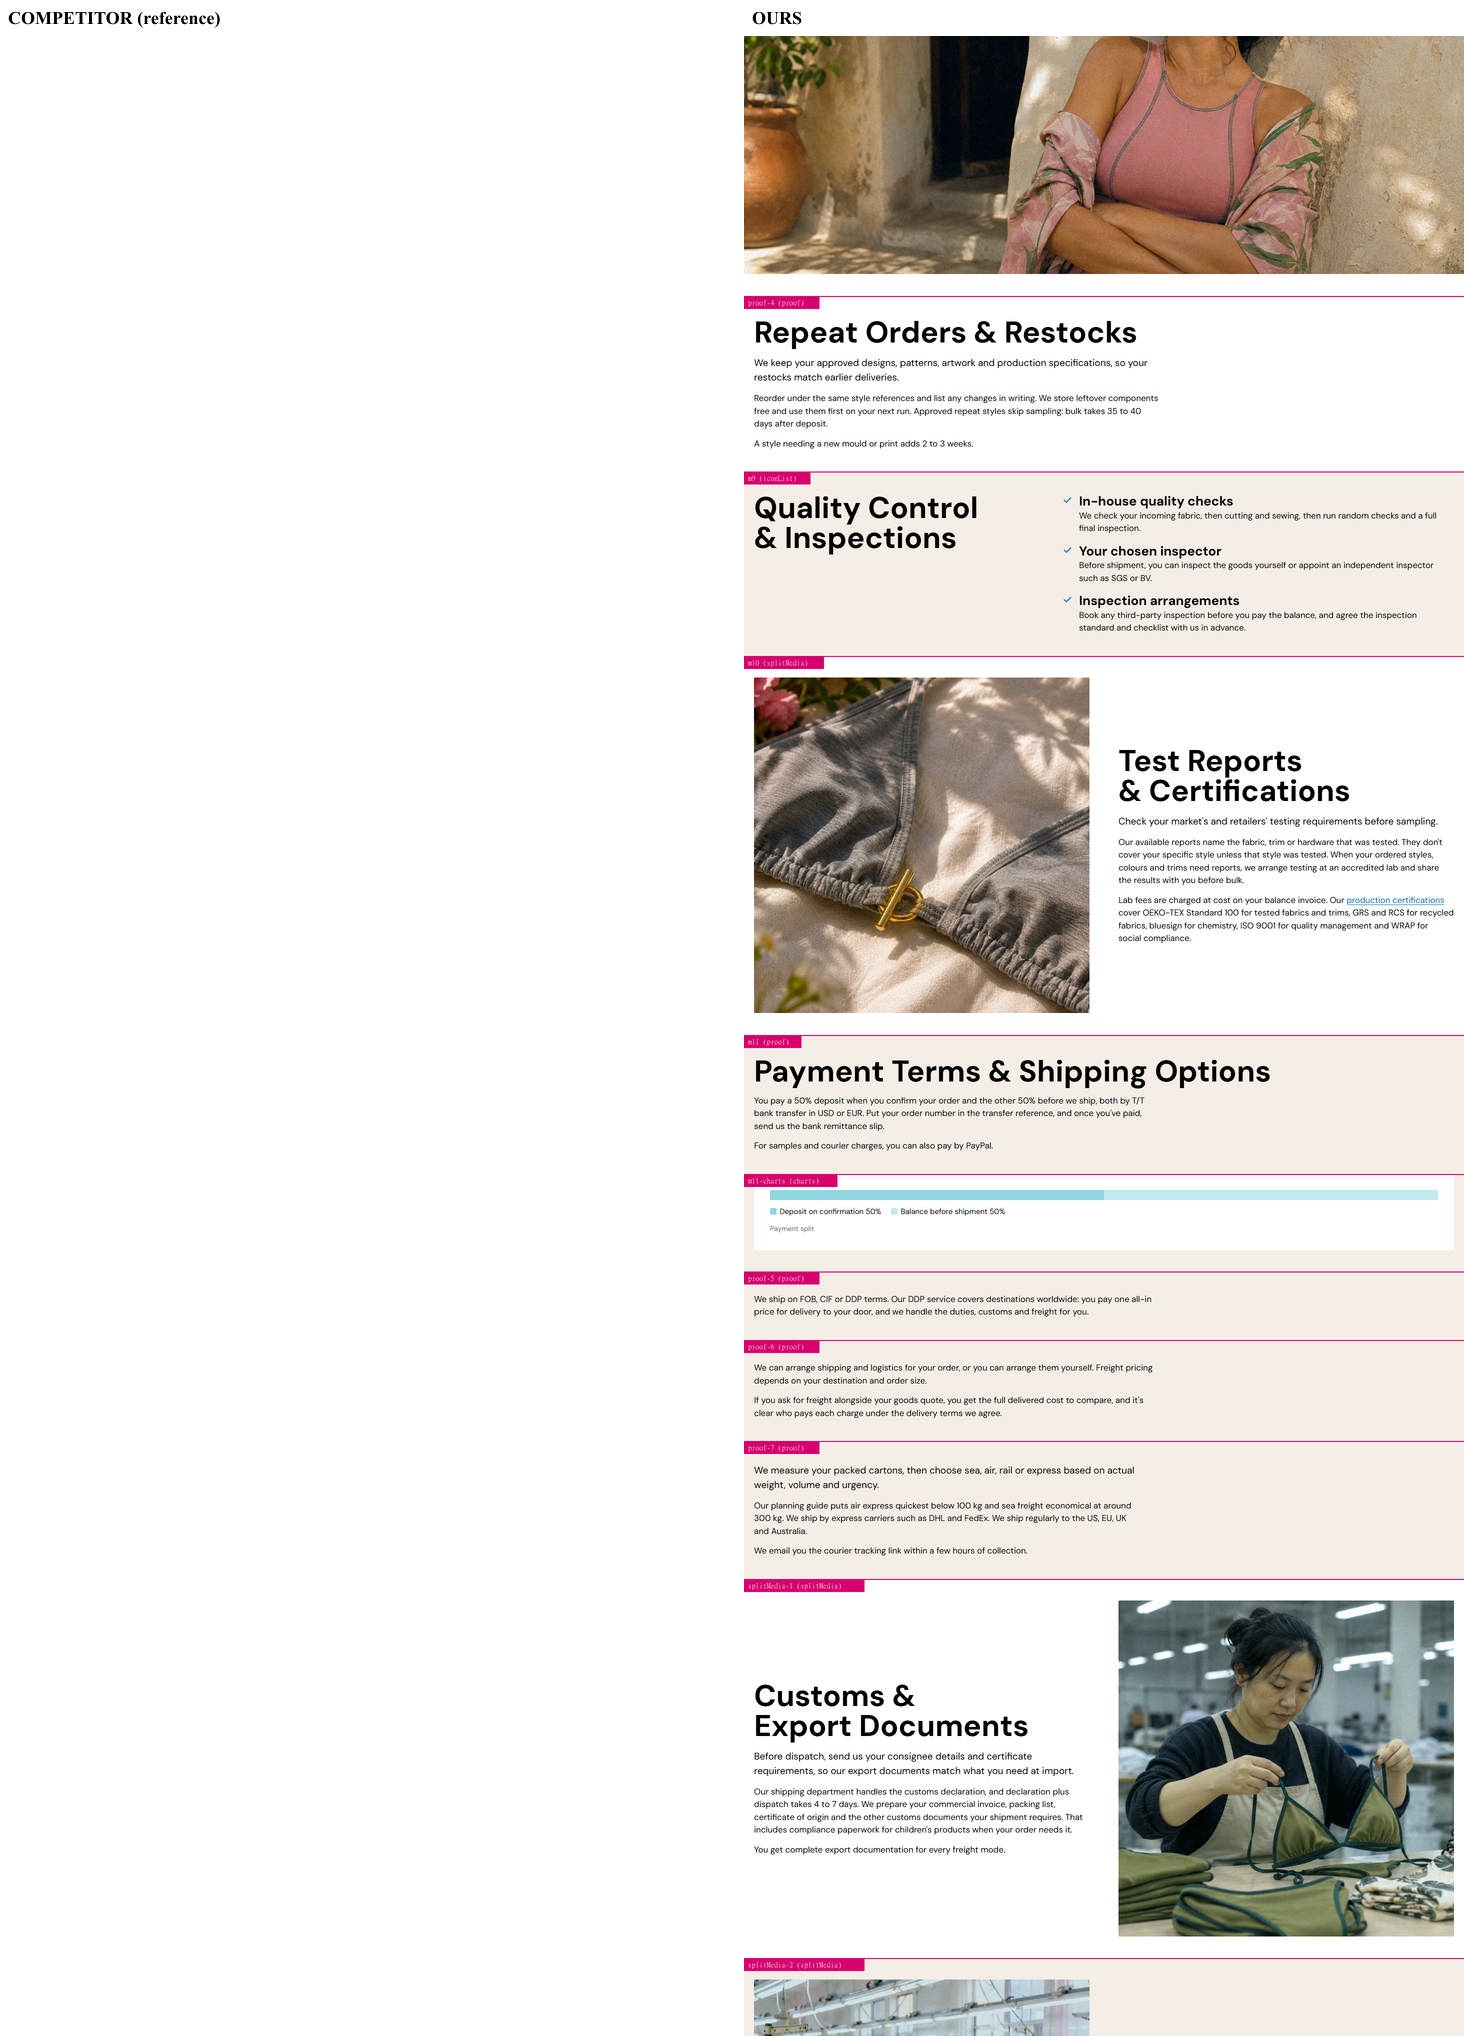 COMPETITOR (reference)
OURS
proof-4 (proof)
Repeat Orders & Restocks
We keep your approved designs, patterns, artwork and production specifications, so your
restocks match earlier deliveries.
Reorder under the same style references and list any changes in writing. We store leftover components
free and use them first on your next run. Approved repeat styles skip sampling: bulk takes 35 to 40
days after deposit.
A style needing a new mould or print adds 2 to 3 weeks.
m9 (iconList)
Quality Control
& Inspections
In-house quality checks
We check your incoming fabric, then cutting and sewing, then run random checks and a full
final inspection.
Your chosen inspector
Before shipment, you can inspect the goods yourself or appoint an independent inspector
such as SGS or BV.
Inspection arrangements
Book any third-party inspection before you pay the balance, and agree the inspection
standard and checklist with us in advance.
m10 (splitMedia)
Test Reports
& Certifications
Check your market's and retailers' testing requirements before sampling.
Our available reports name the fabric, trim or hardware that was tested. They don't
cover your specific style unless that style was tested. When your ordered styles,
colours and trims need reports, we arrange testing at an accredited lab and share
the results with you before bulk.
Lab fees are charged at cost on your balance invoice. Our production certifications
cover OEKO-TEX Standard 100 for tested fabrics and trims, GRS and RCS for recycled
fabrics, bluesign for chemistry, ISO 9001 for quality management and WRAP for
social compliance.
m11 (proof)
Payment Terms & Shipping Options
You pay a 50% deposit when you confirm your order and the other 50% before we ship, both by T/T
bank transfer in USD or EUR. Put your order number in the transfer reference, and once you've paid,
send us the bank remittance slip.
For samples and courier charges, you can also pay by PayPal.
m11-charts (charts)
Deposit on confirmation 50% Balance before shipment 50%
Payment split
proof-5 (proof)
We ship on FOB, CIF or DDP terms. Our DDP service covers destinations worldwide: you pay one all-in
price for delivery to your door, and we handle the duties, customs and freight for you.
proof-6 (proof)
We can arrange shipping and logistics for your order, or you can arrange them yourself. Freight pricing
depends on your destination and order size.
If you ask for freight alongside your goods quote, you get the full delivered cost to compare, and it's
clear who pays each charge under the delivery terms we agree.
proof-7 (proof)
We measure your packed cartons, then choose sea, air, rail or express based on actual
weight, volume and urgency.
Our planning guide puts air express quickest below 100 kg and sea freight economical at around
300 kg. We ship by express carriers such as DHL and FedEx. We ship regularly to the US, EU, UK
and Australia.
We email you the courier tracking link within a few hours of collection.
splitMedia-1 (splitMedia)
Customs &
Export Documents
Before dispatch, send us your consignee details and certificate
requirements, so our export documents match what you need at import.
Our shipping department handles the customs declaration, and declaration plus
dispatch takes 4 to 7 days. We prepare your commercial invoice, packing list,
certificate of origin and the other customs documents your shipment requires. That
includes compliance paperwork for children's products when your order needs it.
You get complete export documentation for every freight mode.
splitMedia-2 (splitMedia)